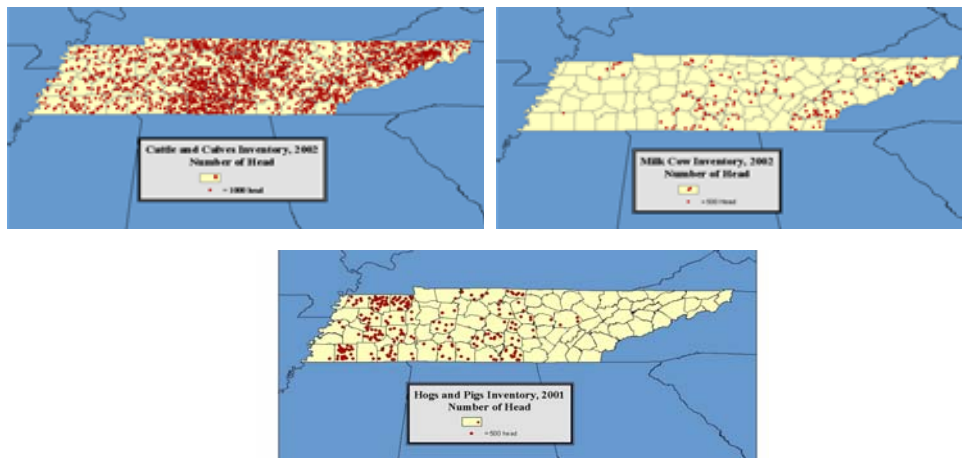 Cattle and Calves Inventory, 2002
Number of Head
= 1000 head
Milk Cow Inventory, 2002
Number of Head
= 500 Head
Hogs and Pigs Inventory, 2001
Number of Head
= 500 head